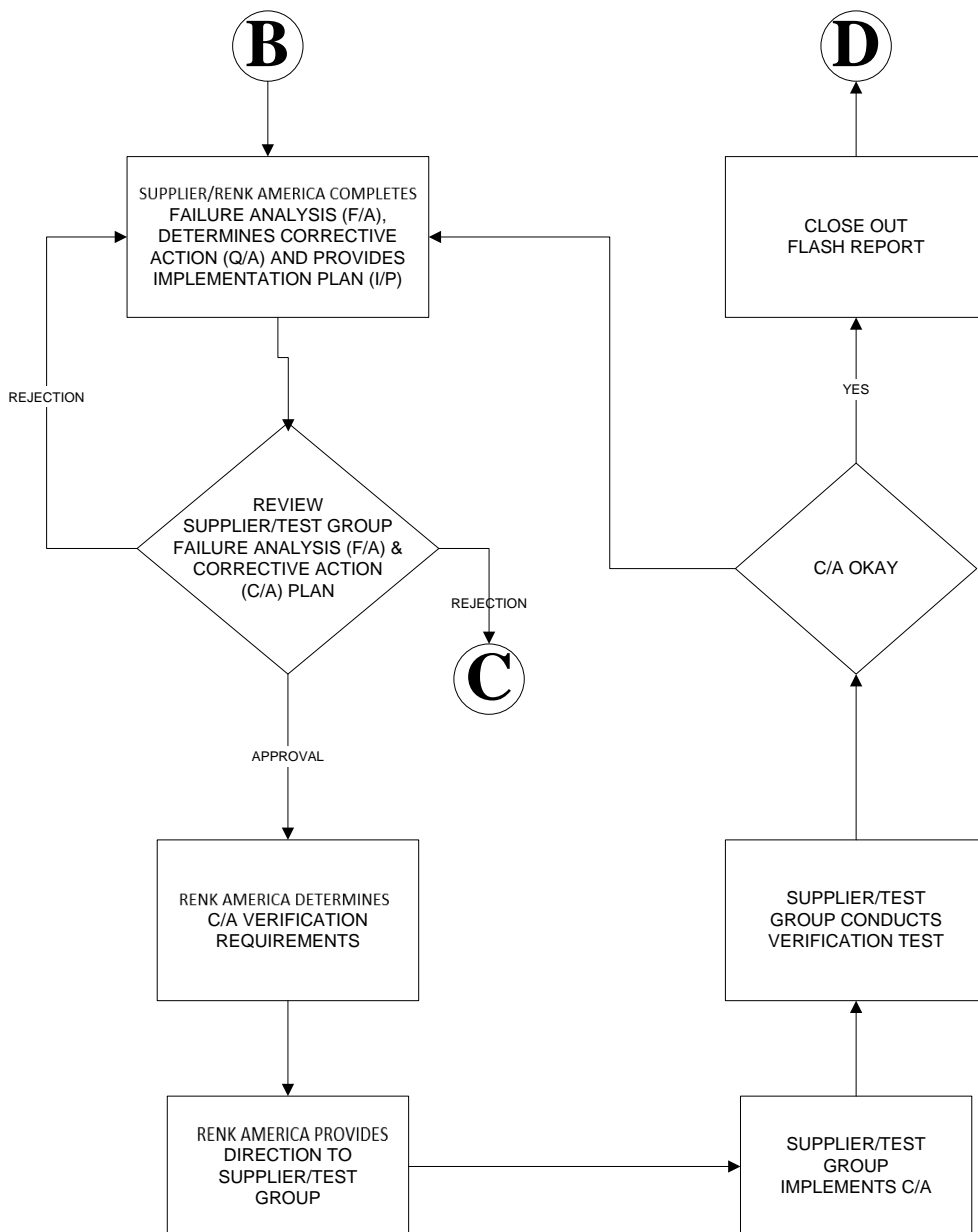 B
SUPPLIER/RENK AMERICA COMPLETES
FAILURE ANALYSIS (F/A),
DETERMINES CORRECTIVE
ACTION (Q/A) AND PROVIDES
IMPLEMENTATION PLAN (I/P)
REJECTION
REVIEW
SUPPLIER/TEST GROUP
FAILURE ANALYSIS (F/A) &
CORRECTIVE ACTION
(C/A) PLAN
REJECTION
C
APPROVAL
RENK AMERICA DETERMINES
C/A VERIFICATION
REQUIREMENTS
RENK AMERICA PROVIDES
DIRECTION TO
SUPPLIER/TEST
GROUP
SUPPLIER/TEST
GROUP
IMPLEMENTS C/A
SUPPLIER/TEST
GROUP CONDUCTS
VERIFICATION TEST
C/A OKAY
YES
CLOSE OUT
FLASH REPORT
D